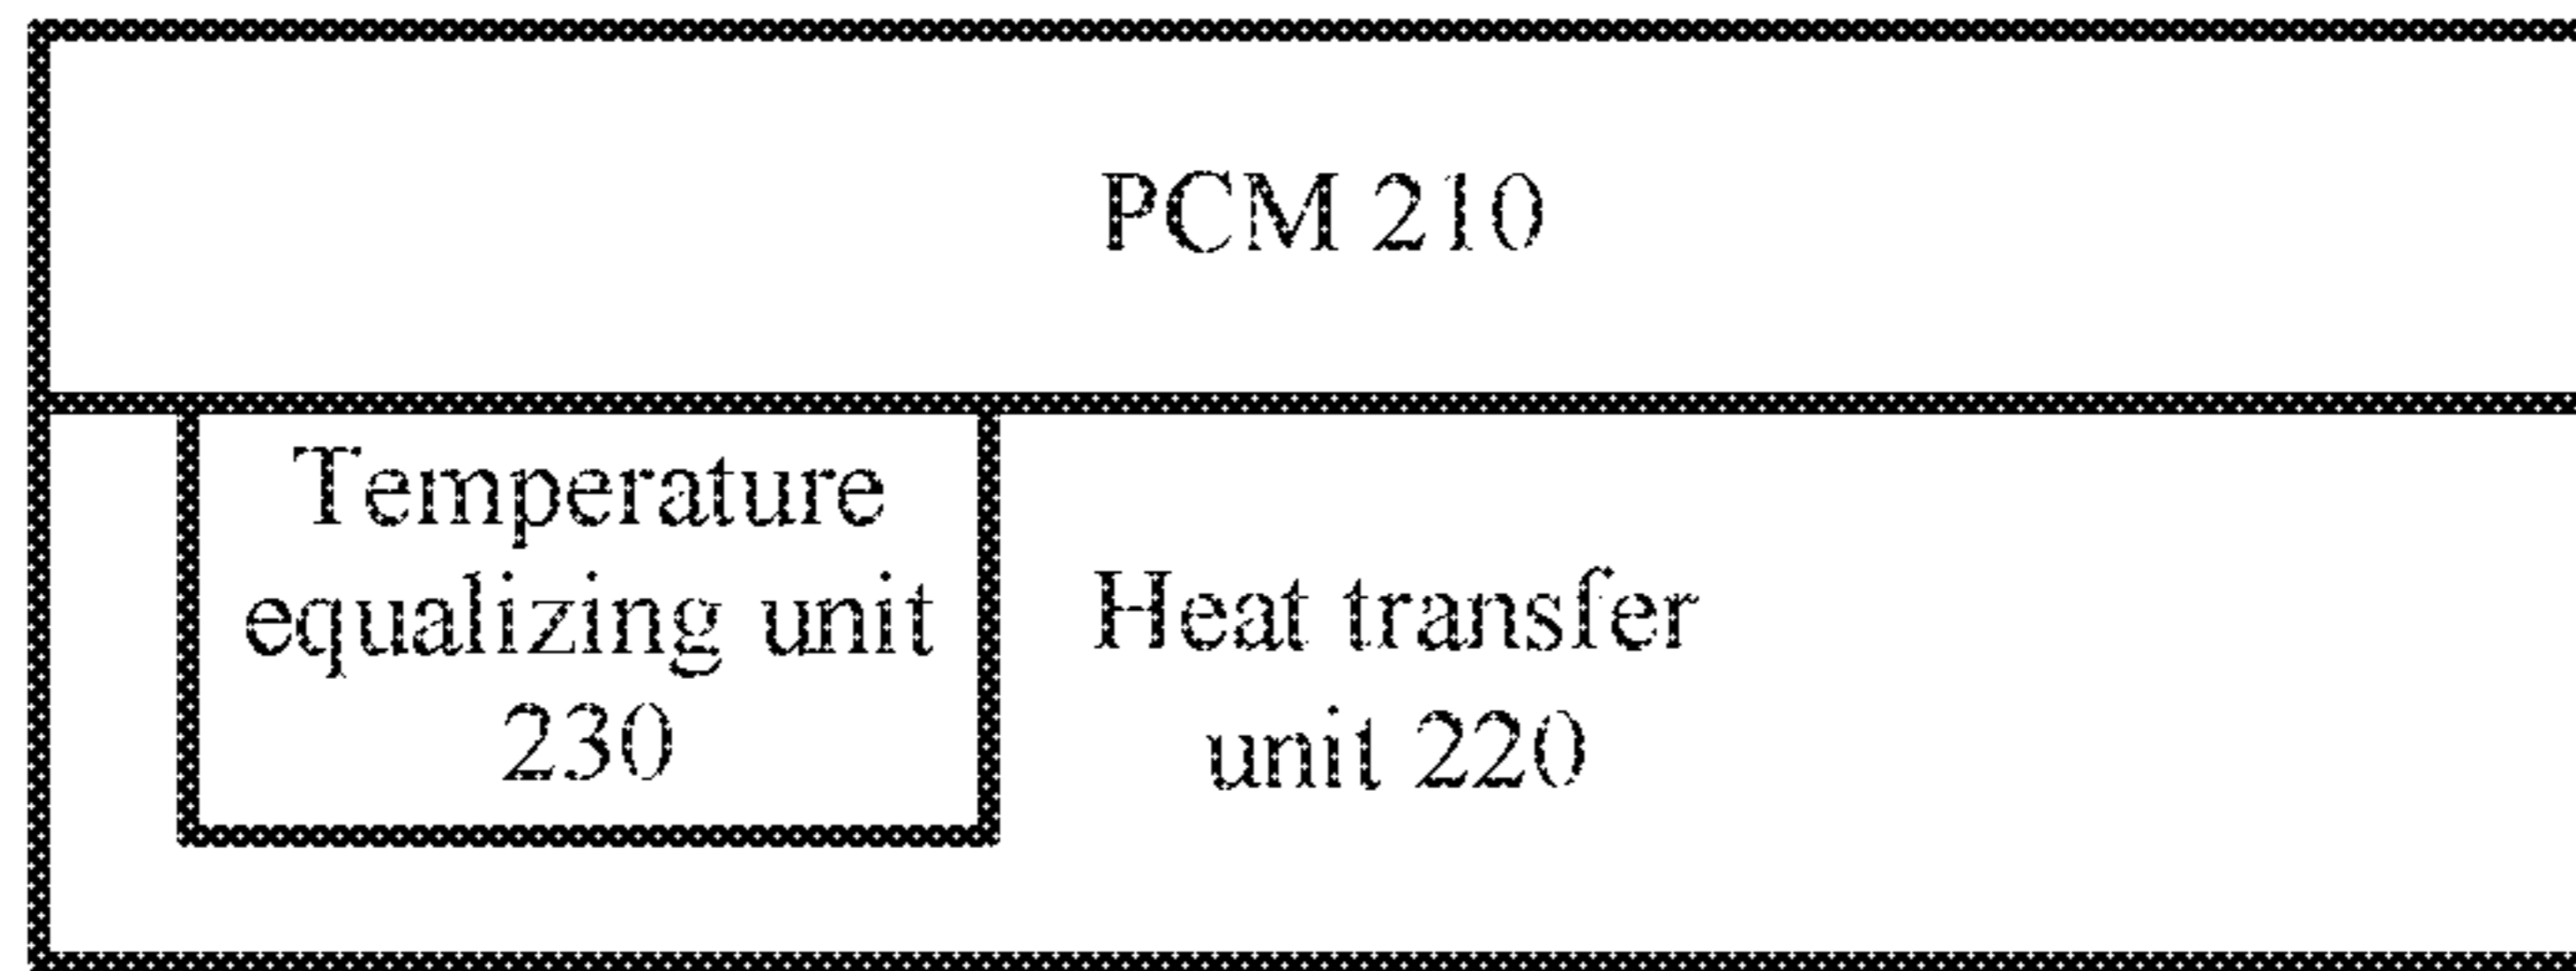 PCM 210
Temperature
equalizing unit
230
Heat transfer
unit 220